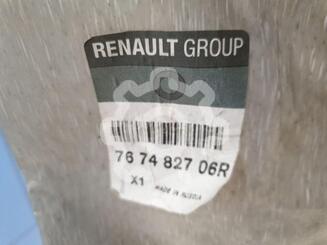 RENAULT GROUP
76 74 827 06R
X1 MADE IN RUSSIA